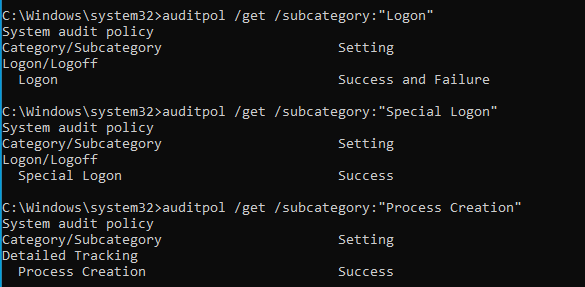 C:\Windows\system32>auditpol /get /subcategory:"Logon"
System audit policy
Category/Subcategory                      Setting
Logon/Logoff
  Logon                                   Success and Failure
C:\Windows\system32>auditpol /get /subcategory:"Special Logon"
System audit policy
Category/Subcategory                      Setting
Logon/Logoff
  Special Logon                           Success
C:\Windows\system32>auditpol /get /subcategory:"Process Creation"
System audit policy
Category/Subcategory                      Setting
Detailed Tracking
  Process Creation                        Success